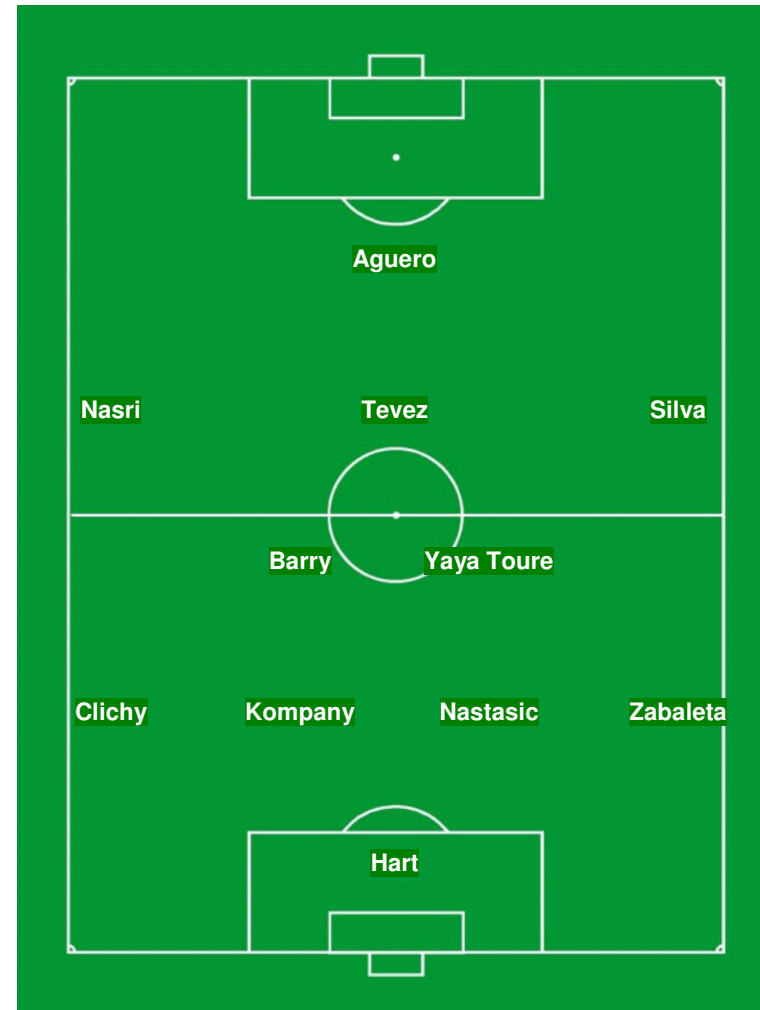 Aguero
Nasri Tevez Silva
Barry Yaya Toure
Clichy Kompany Nastasic Zabaleta
Hart